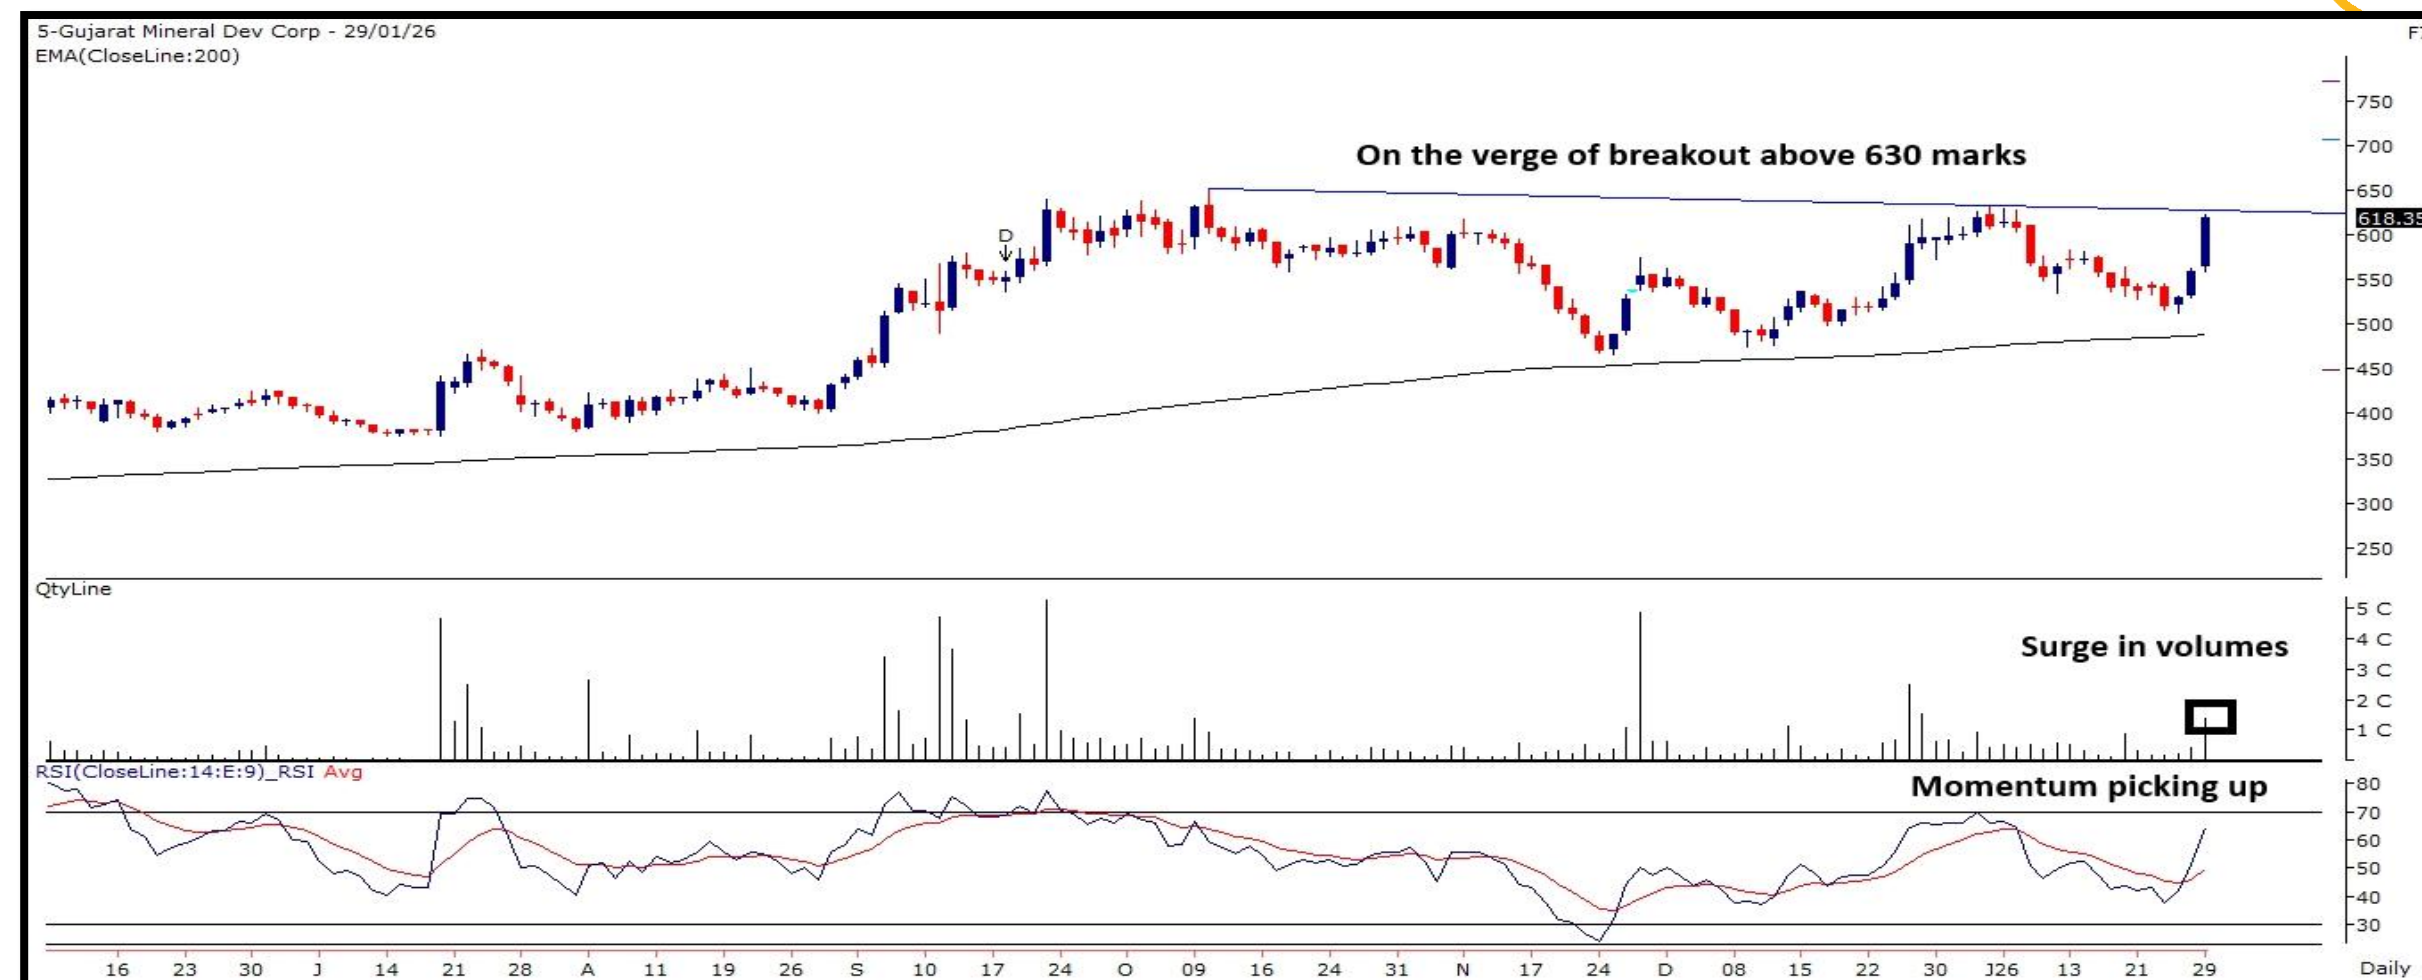 5-Gujarat Mineral Dev Corp - 29/01/26
EMA(CloseLine:200)
750
On the verge of breakout above 630 marks
700
650
618.35
600
D
550
500
450
400
350
300
250
QtyLine
5 C
4 C
Surge in volumes
3 C
2 C
1 C
RSI(CloseLine:14:E:9)_RSI Avg
Momentum picking up
80
70
60
50
40
30
16 23 30 J 14 21 28 A 11 19 26 S 10 17 24 O 09 16 24 31 N 17 24 D 08 15 22 30 J26 13 21 29 Daily